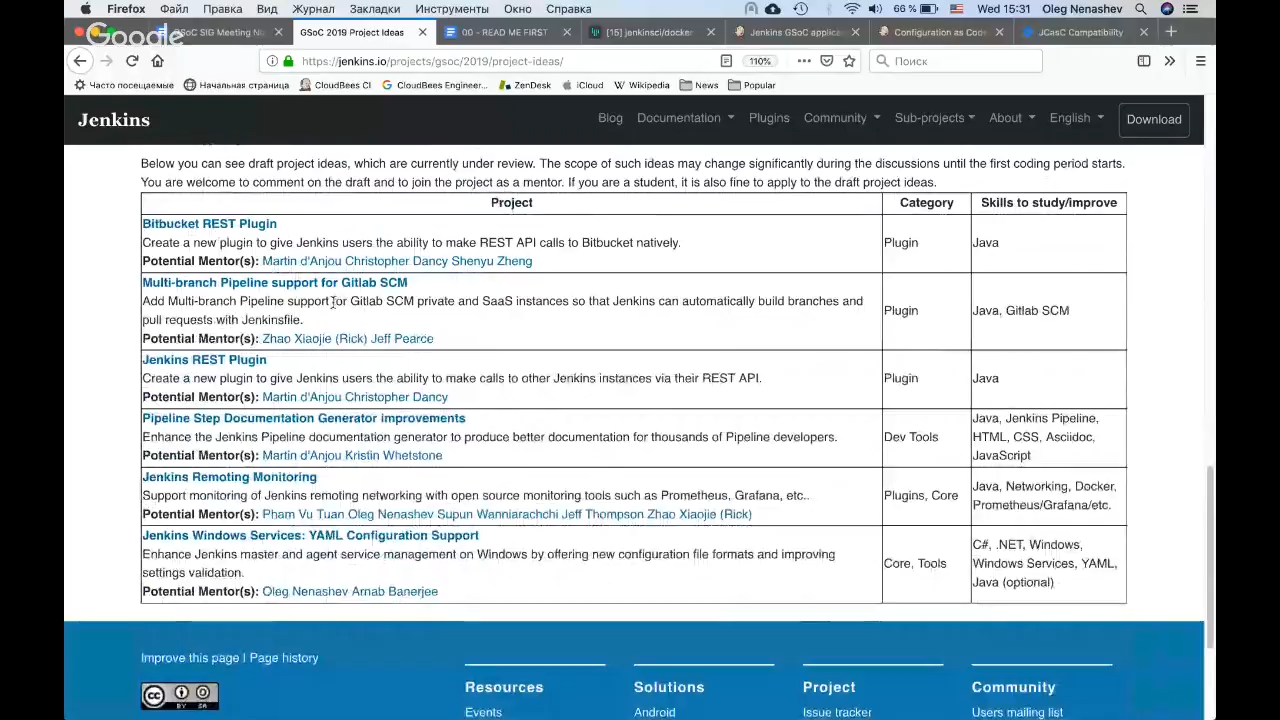 Firefox Файл Правка Вид Журнал Закладки Инструменты Окно Справка 66 % Wed 15:31 Oleg Nenashev
Google
GSoC SIG Meeting GSoC 2019 Project Ideas 00 - READ ME FIRST [15] jenkinsci/docker Jenkins GSoC applic Configuration as Cod JCasC Compatibility
https://jenkins.io/projects/gsoc/2019/project-ideas/ 110% Поиск
Часто посещаемые Начальная страница CloudBees CI CloudBees Engineer... ZenDesk iCloud Wikipedia News Popular
Jenkins Blog Documentation Plugins Community Sub-projects About English Download
Below you can see draft project ideas, which are currently under review. The scope of such ideas may change significantly during the discussions until the first coding period starts.
You are welcome to comment on the draft and to join the project as a mentor. If you are a student, it is also fine to apply to the draft project ideas.
Project Category Skills to study/improve
Bitbucket REST Plugin
Create a new plugin to give Jenkins users the ability to make REST API calls to Bitbucket natively. Plugin Java
Potential Mentor(s): Martin d'Anjou Christopher Dancy Shenyu Zheng
Multi-branch Pipeline support for Gitlab SCM
Add Multi-branch Pipeline support for Gitlab SCM private and SaaS instances so that Jenkins can automatically build branches and
pull requests with Jenkinsfile. Plugin Java, Gitlab SCM
Potential Mentor(s): Zhao Xiaojie (Rick) Jeff Pearce
Jenkins REST Plugin
Create a new plugin to give Jenkins users the ability to make calls to other Jenkins instances via their REST API. Plugin Java
Potential Mentor(s): Martin d'Anjou Christopher Dancy
Pipeline Step Documentation Generator improvements
Enhance the Jenkins Pipeline documentation generator to produce better documentation for thousands of Pipeline developers.
Potential Mentor(s): Martin d'Anjou Kristin Whetstone
Dev Tools
Java, Jenkins Pipeline,
HTML, CSS, Asciidoc,
JavaScript
Jenkins Remoting Monitoring
Support monitoring of Jenkins remoting networking with open source monitoring tools such as Prometheus, Grafana, etc..
Potential Mentor(s): Pham Vu Tuan Oleg Nenashev Supun Wanniarachchi Jeff Thompson Zhao Xiaojie (Rick)
Plugins, Core
Java, Networking, Docker,
Prometheus/Grafana/etc.
Jenkins Windows Services: YAML Configuration Support
Enhance Jenkins master and agent service management on Windows by offering new configuration file formats and improving
settings validation.
Potential Mentor(s): Oleg Nenashev Arnab Banerjee
Core, Tools
C#, .NET, Windows,
Windows Services, YAML,
Java (optional)
Improve this page | Page history
CC BY SA
Resources Solutions Project Community
Events Android Issue tracker Users mailing list